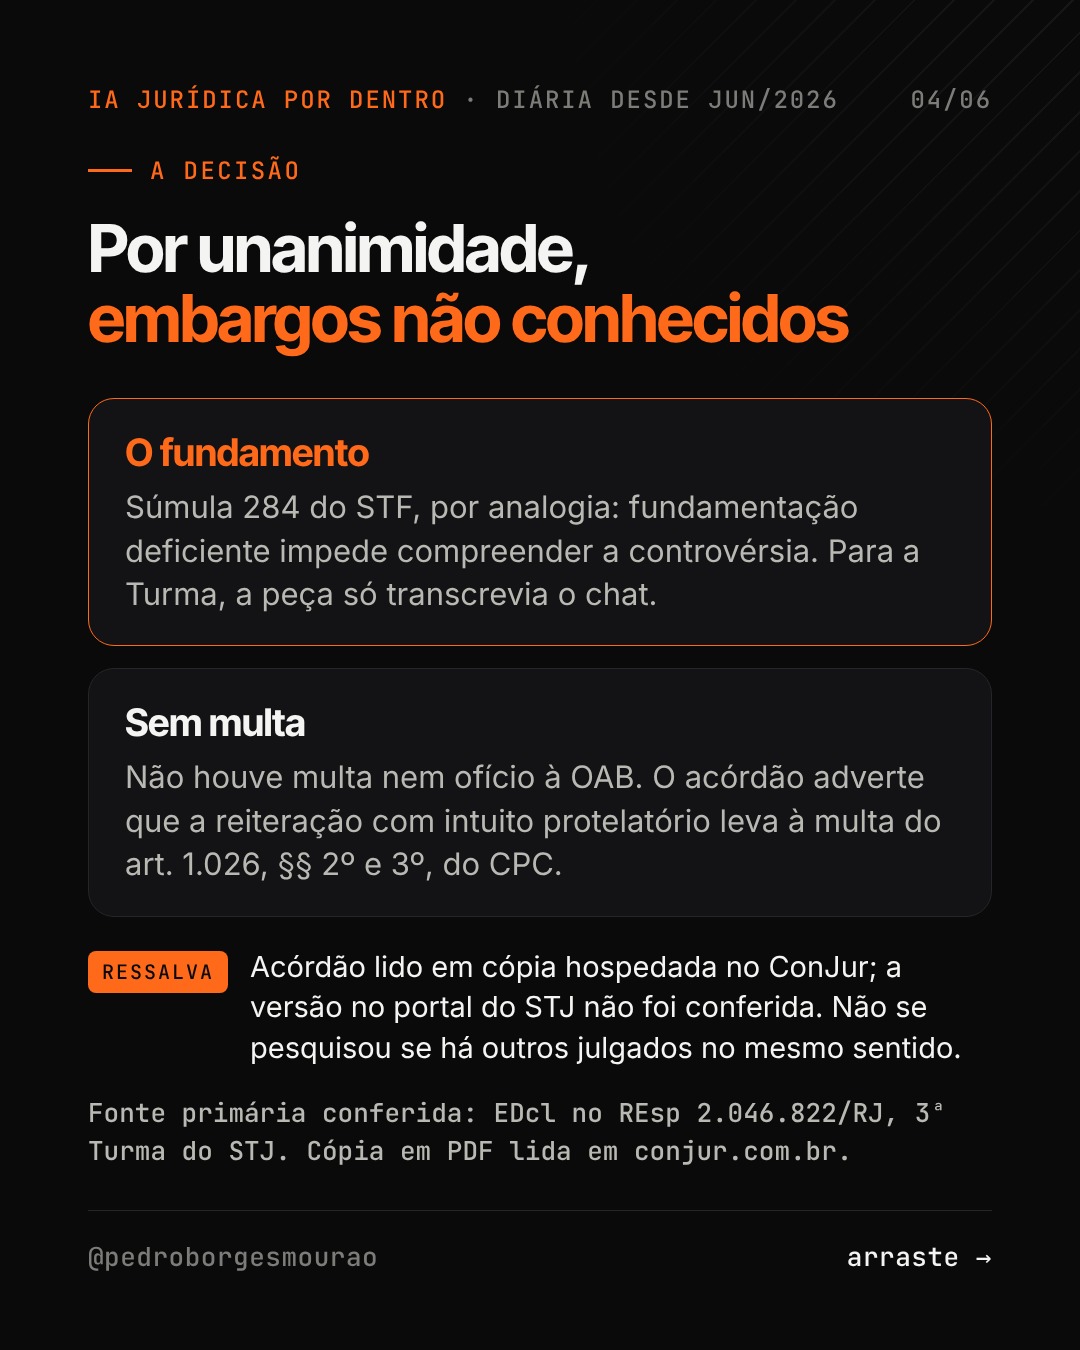 IA JURÍDICA POR DENTRO · DIÁRIA DESDE JUN/2026 04/06
A DECISÃO
Por unanimidade,
embargos não conhecidos
O fundamento
Súmula 284 do STF, por analogia: fundamentação
deficiente impede compreender a controvérsia. Para a
Turma, a peça só transcrevia o chat.
Sem multa
Não houve multa nem ofício à OAB. O acórdão adverte
que a reiteração com intuito protelatório leva à multa do
art. 1.026, §§ 2º e 3º, do CPC.
RESSALVA
Acórdão lido em cópia hospedada no ConJur; a
versão no portal do STJ não foi conferida. Não se
pesquisou se há outros julgados no mesmo sentido.
Fonte primária conferida: EDcl no REsp 2.046.822/RJ, 3ª
Turma do STJ. Cópia em PDF lida em conjur.com.br.
@pedroborgesmourao
arraste →